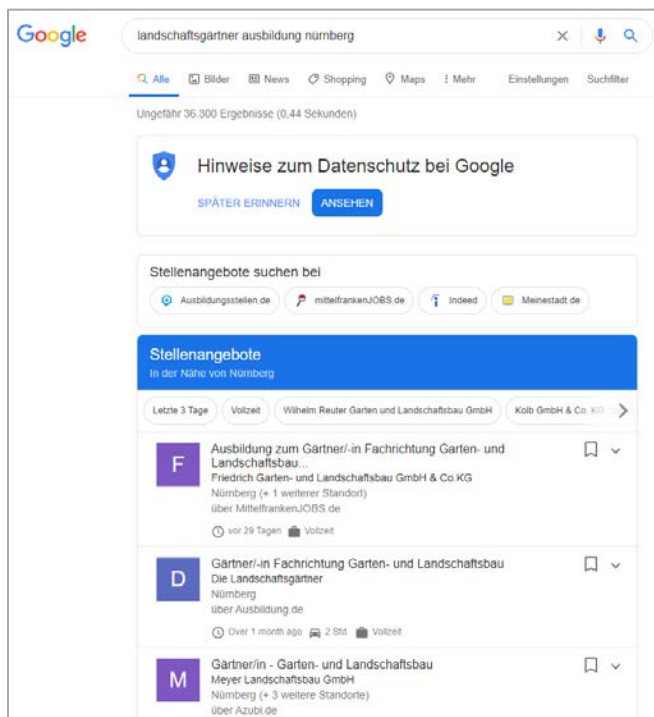 Google
landschaftsgärtner ausbildung nürnberg
Alle Bilder News Shopping Maps Mehr Einstellungen Suchfilter
Ungefähr 36.300 Ergebnisse (0,44 Sekunden)
Hinweise zum Datenschutz bei Google
SPÄTER ERINNERN ANSEHEN
Stellenangebote suchen bei
Ausbildungsstellen.de mittelfrankenJOBS.de Indeed Meinestadt.de
Stellenangebote
In der Nähe von Nürnberg
Letzte 3 Tage Vollzeit Wilhelm Reuter Garten und Landschaftsbau GmbH Kolb GmbH & Co. KG
F
Ausbildung zum Gärtner/-in Fachrichtung Garten- und
Landschaftsbau...
Friedrich Garten- und Landschaftsbau GmbH & Co.KG
Nürnberg (+ 1 weiterer Standort)
über MittelfrankenJOBS.de
vor 29 Tagen Vollzeit
D
Gärtner/-in Fachrichtung Garten- und Landschaftsbau
Die Landschaftsgärtner
Nürnberg
über Ausbildung.de
Over 1 month ago 2 Std Vollzeit
M
Gärtner/in - Garten- und Landschaftsbau
Meyer Landschaftsbau GmbH
Nürnberg (+ 3 weitere Standorte)
über Azubi.de